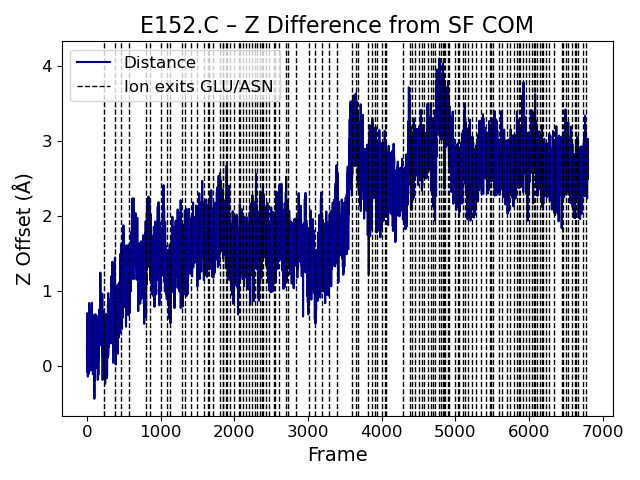 E152.C – Z Difference from SF COM
Distance
Ion exits GLU/ASN
Z Offset (Å)
4
3
2
1
0
0 1000 2000 3000 4000 5000 6000 7000
Frame